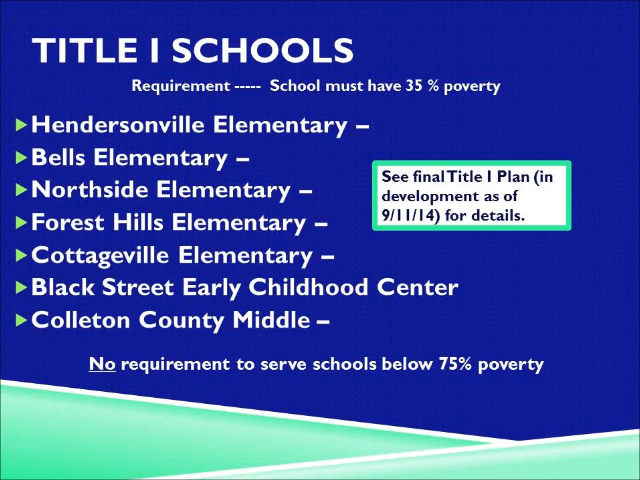 TITLE I SCHOOLS
Requirement ----- School must have 35 % poverty
Hendersonville Elementary –
Bells Elementary –
Northside Elementary –
Forest Hills Elementary –
Cottageville Elementary –
Black Street Early Childhood Center
Colleton County Middle –
See final Title I Plan (in
development as of
9/11/14) for details.
No requirement to serve schools below 75% poverty